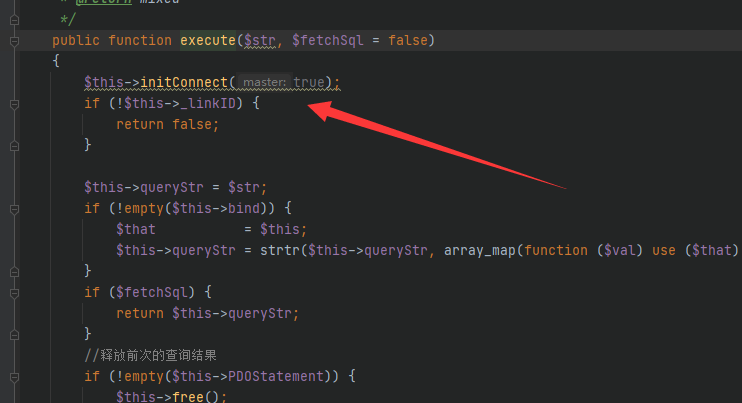 * @return mixed
*/
public function execute($str, $fetchSql = false)
{
$this->initConnect( master: true);
if (!$this->_linkID) {
return false;
}
$this->queryStr = $str;
if (!empty($this->bind)) {
$that = $this;
$this->queryStr = strtr($this->queryStr, array_map(function ($val) use ($that)
}
if ($fetchSql) {
return $this->queryStr;
}
//释放前次的查询结果
if (!empty($this->PDOStatement)) {
$this->free();